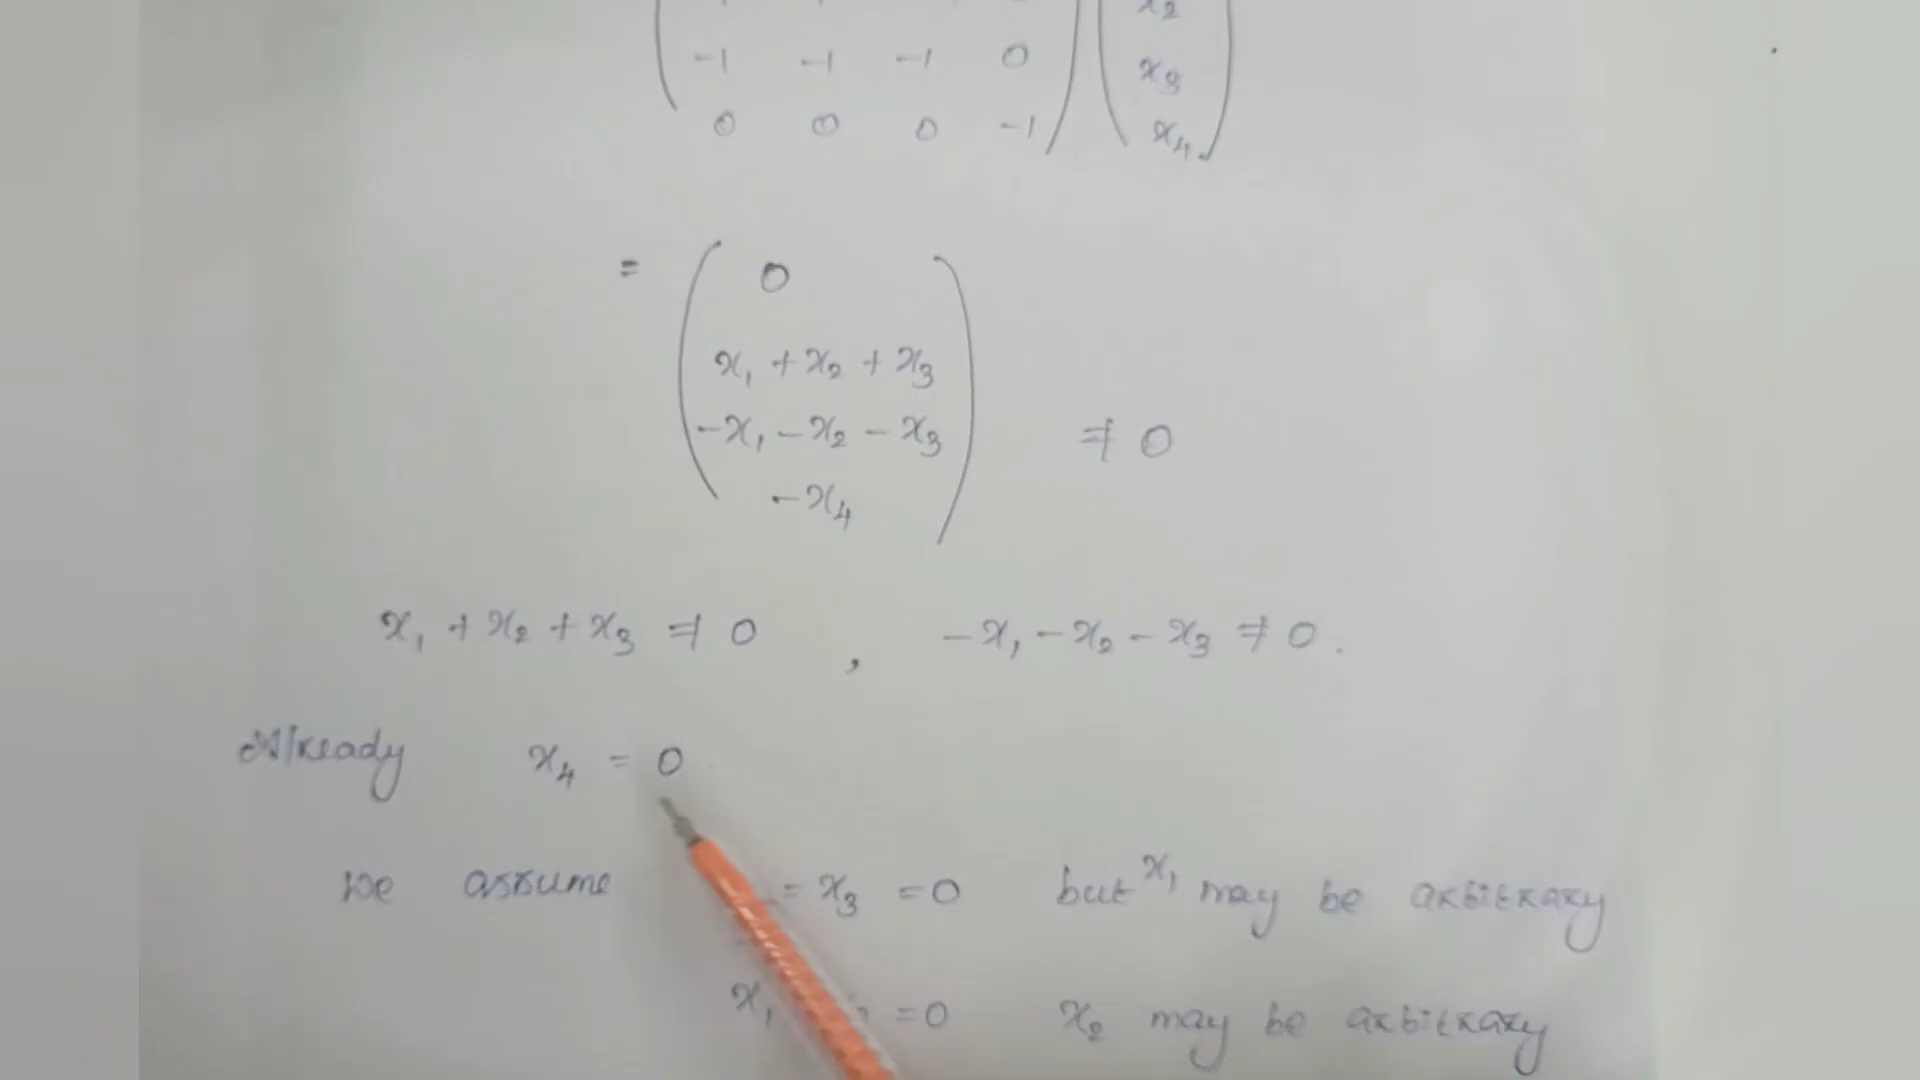 x₂
-1 -1 -1 0 x₃
0 0 0 -1 x₄
= 0
x₁ + x₂ + x₃
-x₁ - x₂ - x₃ ≠ 0
-x₄
x₁ + x₂ + x₃ ≠ 0 , -x₁ - x₂ - x₃ ≠ 0.
Already x₄ = 0
we assume = x₃ = 0 but x₁ may be arbitrary
x₁ = 0 x₂ may be arbitrary